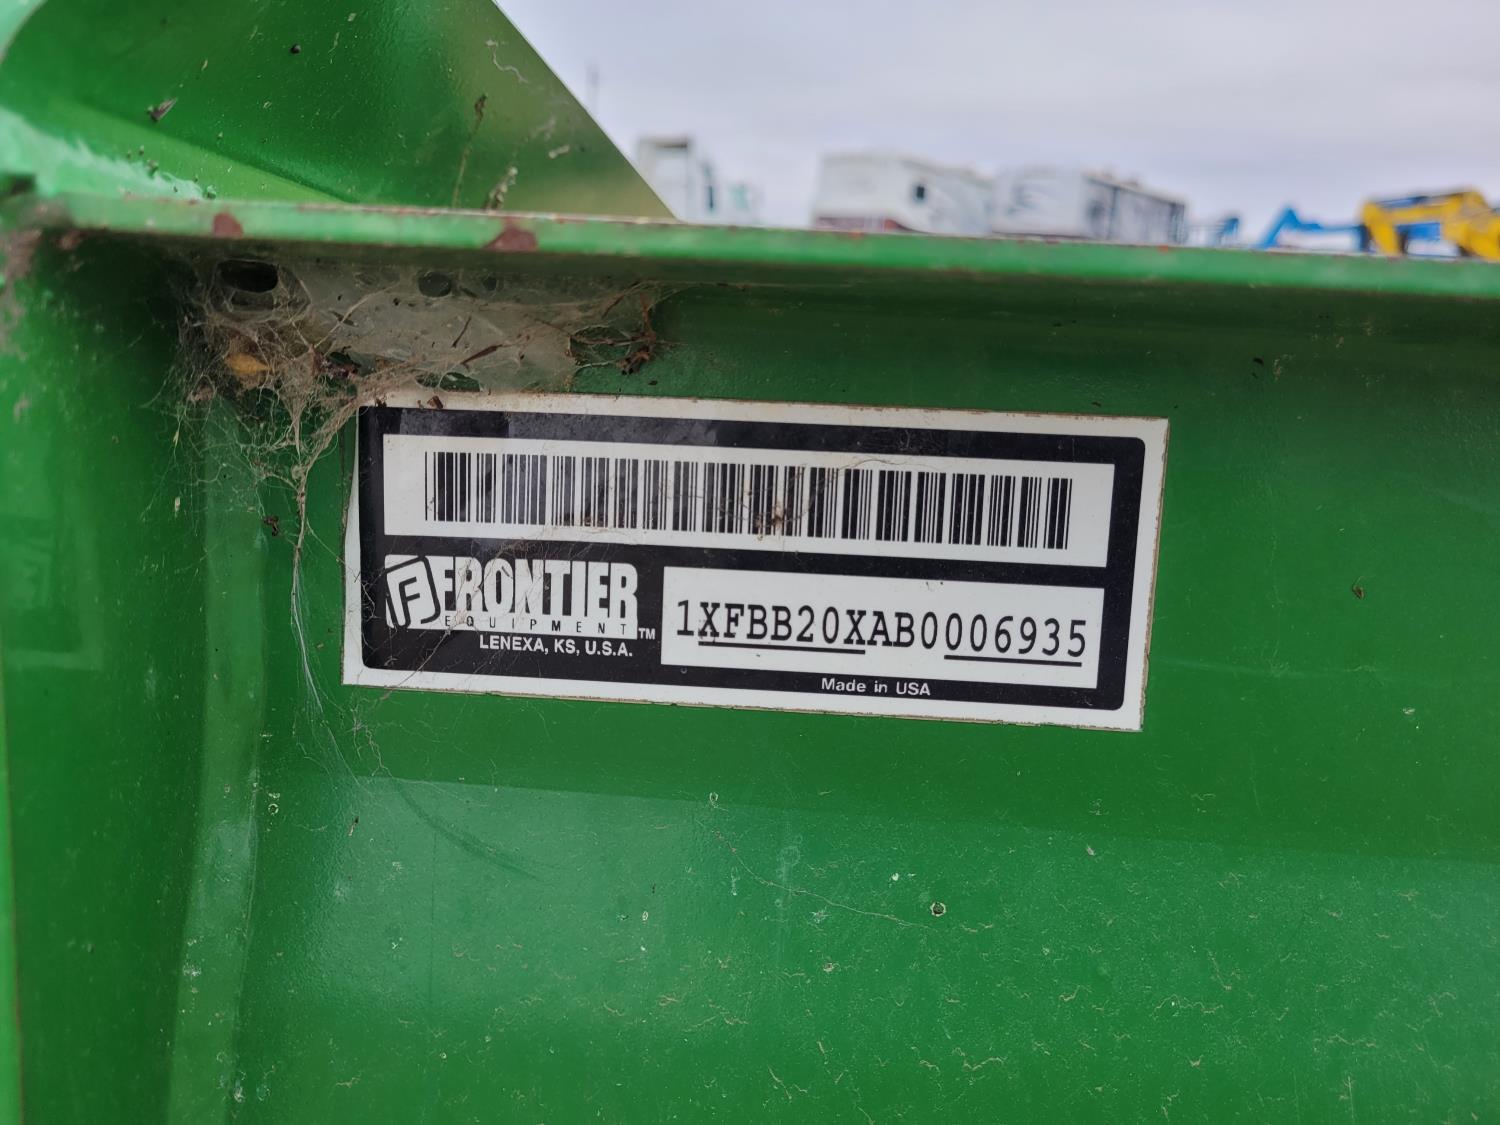 FRONTIER
EQUIPMENT™
LENEXA, KS, U.S.A.
1XFBB20XAB0006935
Made in USA